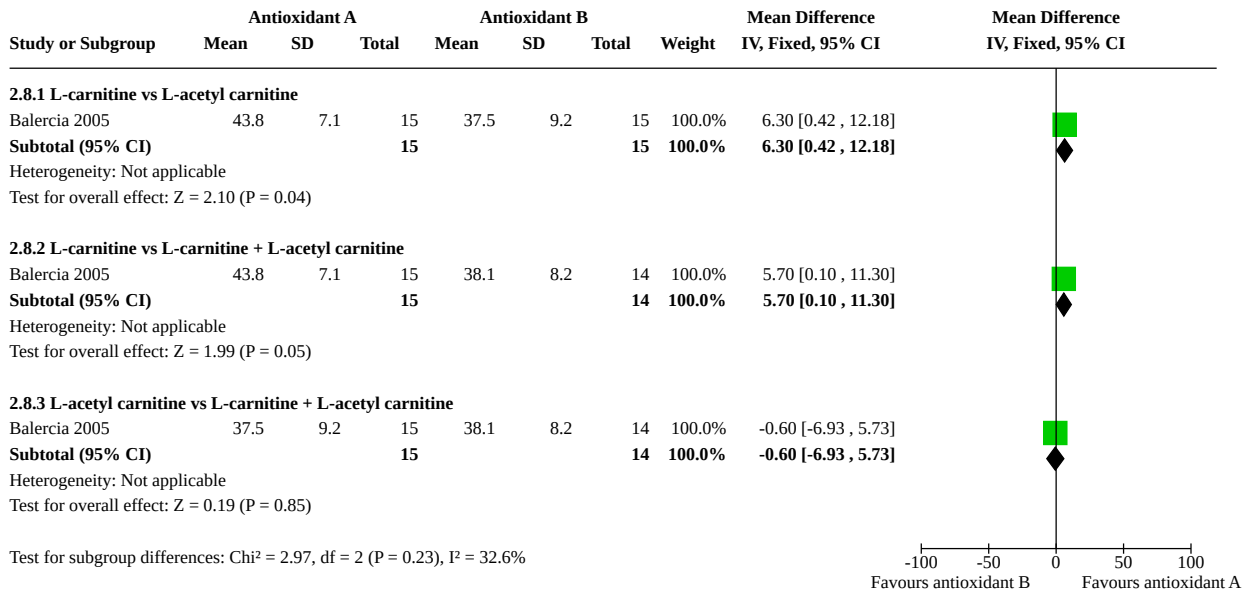 Antioxidant A Antioxidant B Mean Difference Mean Difference
Study or Subgroup Mean SD Total Mean SD Total Weight IV, Fixed, 95% CI IV, Fixed, 95% CI
2.8.1 L-carnitine vs L-acetyl carnitine
Balercia 2005 43.8 7.1 15 37.5 9.2 15 100.0% 6.30 [0.42 , 12.18]
Subtotal (95% CI) 15 15 100.0% 6.30 [0.42 , 12.18]
Heterogeneity: Not applicable
Test for overall effect: Z = 2.10 (P = 0.04)
2.8.2 L-carnitine vs L-carnitine + L-acetyl carnitine
Balercia 2005 43.8 7.1 15 38.1 8.2 14 100.0% 5.70 [0.10 , 11.30]
Subtotal (95% CI) 15 14 100.0% 5.70 [0.10 , 11.30]
Heterogeneity: Not applicable
Test for overall effect: Z = 1.99 (P = 0.05)
2.8.3 L-acetyl carnitine vs L-carnitine + L-acetyl carnitine
Balercia 2005 37.5 9.2 15 38.1 8.2 14 100.0% -0.60 [-6.93 , 5.73]
Subtotal (95% CI) 15 14 100.0% -0.60 [-6.93 , 5.73]
Heterogeneity: Not applicable
Test for overall effect: Z = 0.19 (P = 0.85)
Test for subgroup differences: Chi² = 2.97, df = 2 (P = 0.23), I² = 32.6%
-100 -50 0 50 100
Favours antioxidant B Favours antioxidant A